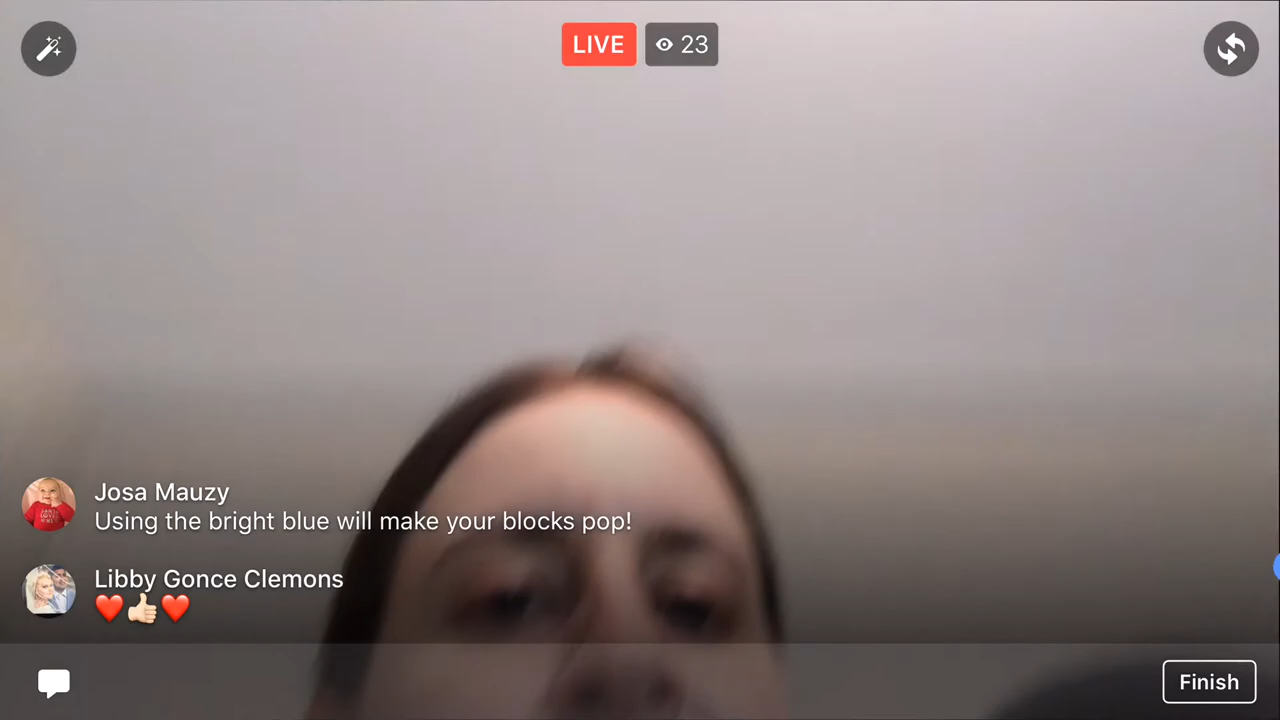 LIVE 23
Josa Mauzy
Using the bright blue will make your blocks pop!
Libby Gonce Clemons
❤️👍🏻❤️
Finish